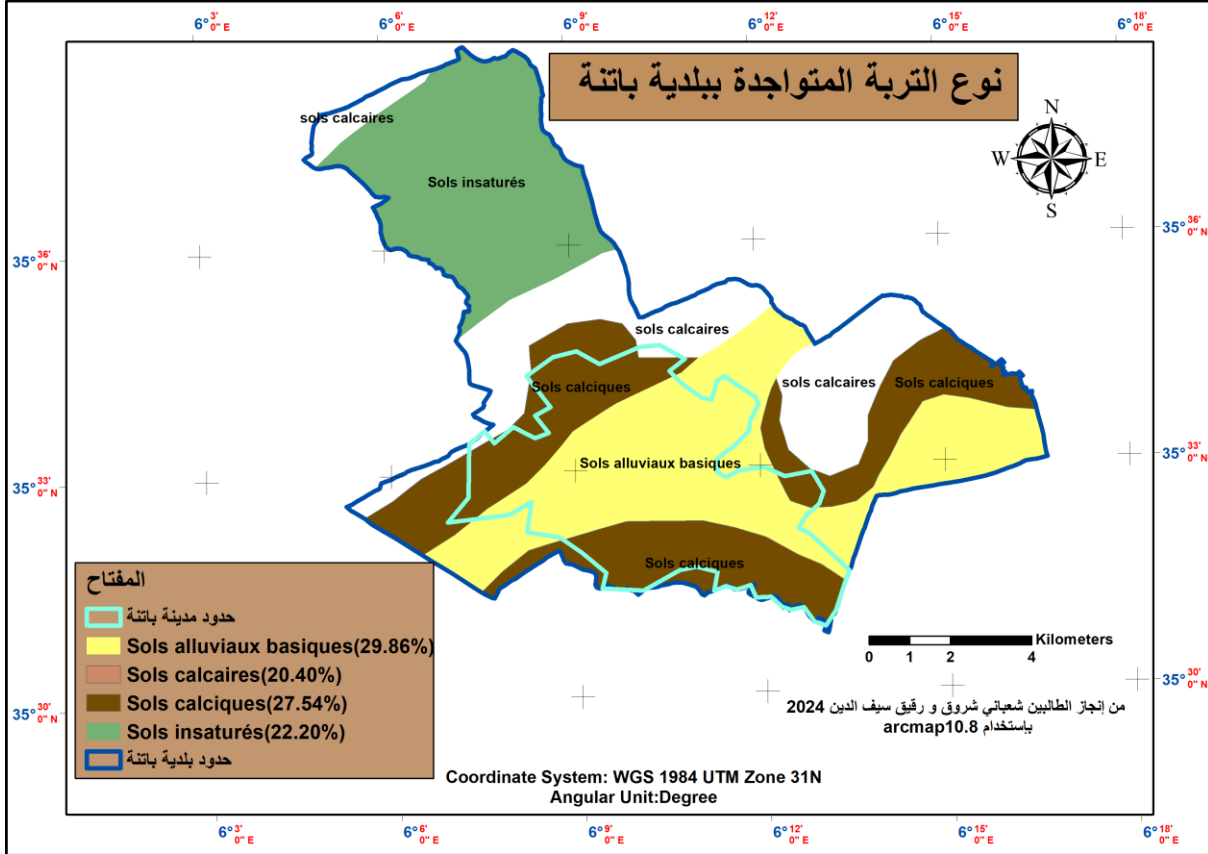 6° 3' 0" E
6° 6' 0" E
6° 9' 0" E
6° 12' 0" E
6° 15' 0" E
6° 18' 0" E
نوع التربة المتواجدة ببلدية باتنة
N
W E
S
sols calcaires
Sols insaturés
35° 36' 0" N
35° 36' 0" N
sols calcaires
Sols calciques
sols calcaires
Sols calciques
Sols alluviaux basiques
35° 33' 0" N
35° 33' 0" N
Sols calciques
المفتاح
حدود مدينة باتنة
Sols alluviaux basiques(29.86%)
Sols calcaires(20.40%)
Sols calciques(27.54%)
Sols insaturés(22.20%)
حدود بلدية باتنة
Kilometers
0 1 2 4
35° 30' 0" N
35° 30' 0" N
من إنجاز الطالبين شعباني شروق و رقيق سيف الدين 2024
بإستخدام arcmap10.8
Coordinate System: WGS 1984 UTM Zone 31N
Angular Unit:Degree
6° 3' 0" E
6° 6' 0" E
6° 9' 0" E
6° 12' 0" E
6° 15' 0" E
6° 18' 0" E